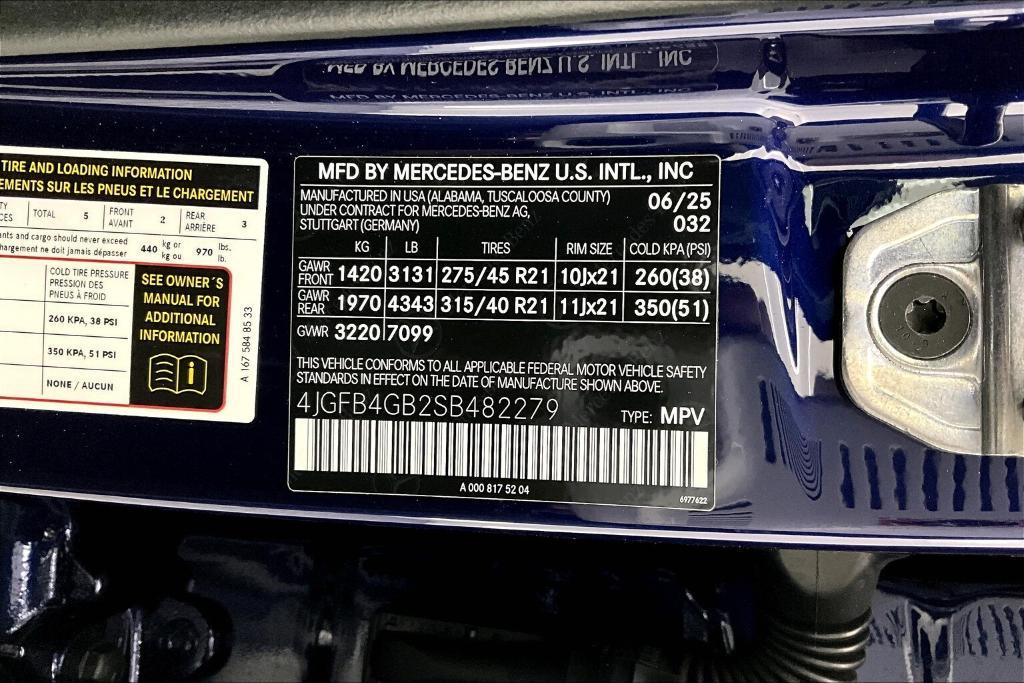 TIRE AND LOADING INFORMATION
EMENTS SUR LES PNEUS ET LE CHARGEMENT
TOTAL 5 FRONT AVANT 2 REAR ARRIÈRE 3
ants and cargo should never exceed
hargement ne doit jamais dépasser 440 kg or kg ou 970 lbs. lb.
COLD TIRE PRESSURE
PRESSION DES
PNEUS À FROID
260 KPA, 38 PSI
350 KPA, 51 PSI
NONE / AUCUN
SEE OWNER´S
MANUAL FOR
ADDITIONAL
INFORMATION
A 167 584 85 33
MFD BY MERCEDES-BENZ U.S. INTL., INC
MANUFACTURED IN USA (ALABAMA, TUSCALOOSA COUNTY)
UNDER CONTRACT FOR MERCEDES-BENZ AG,
STUTTGART (GERMANY)
06/25
032
KG LB TIRES RIM SIZE COLD KPA(PSI)
GAWR FRONT 1420 3131 275/45 R21 10Jx21 260(38)
GAWR REAR 1970 4343 315/40 R21 11Jx21 350(51)
GVWR 3220 7099
THIS VEHICLE CONFORMS TO ALL APPLICABLE FEDERAL MOTOR VEHICLE SAFETY
STANDARDS IN EFFECT ON THE DATE OF MANUFACTURE SHOWN ABOVE.
4JGFB4GB2SB482279
TYPE: MPV
A 000 817 52 04
6977622